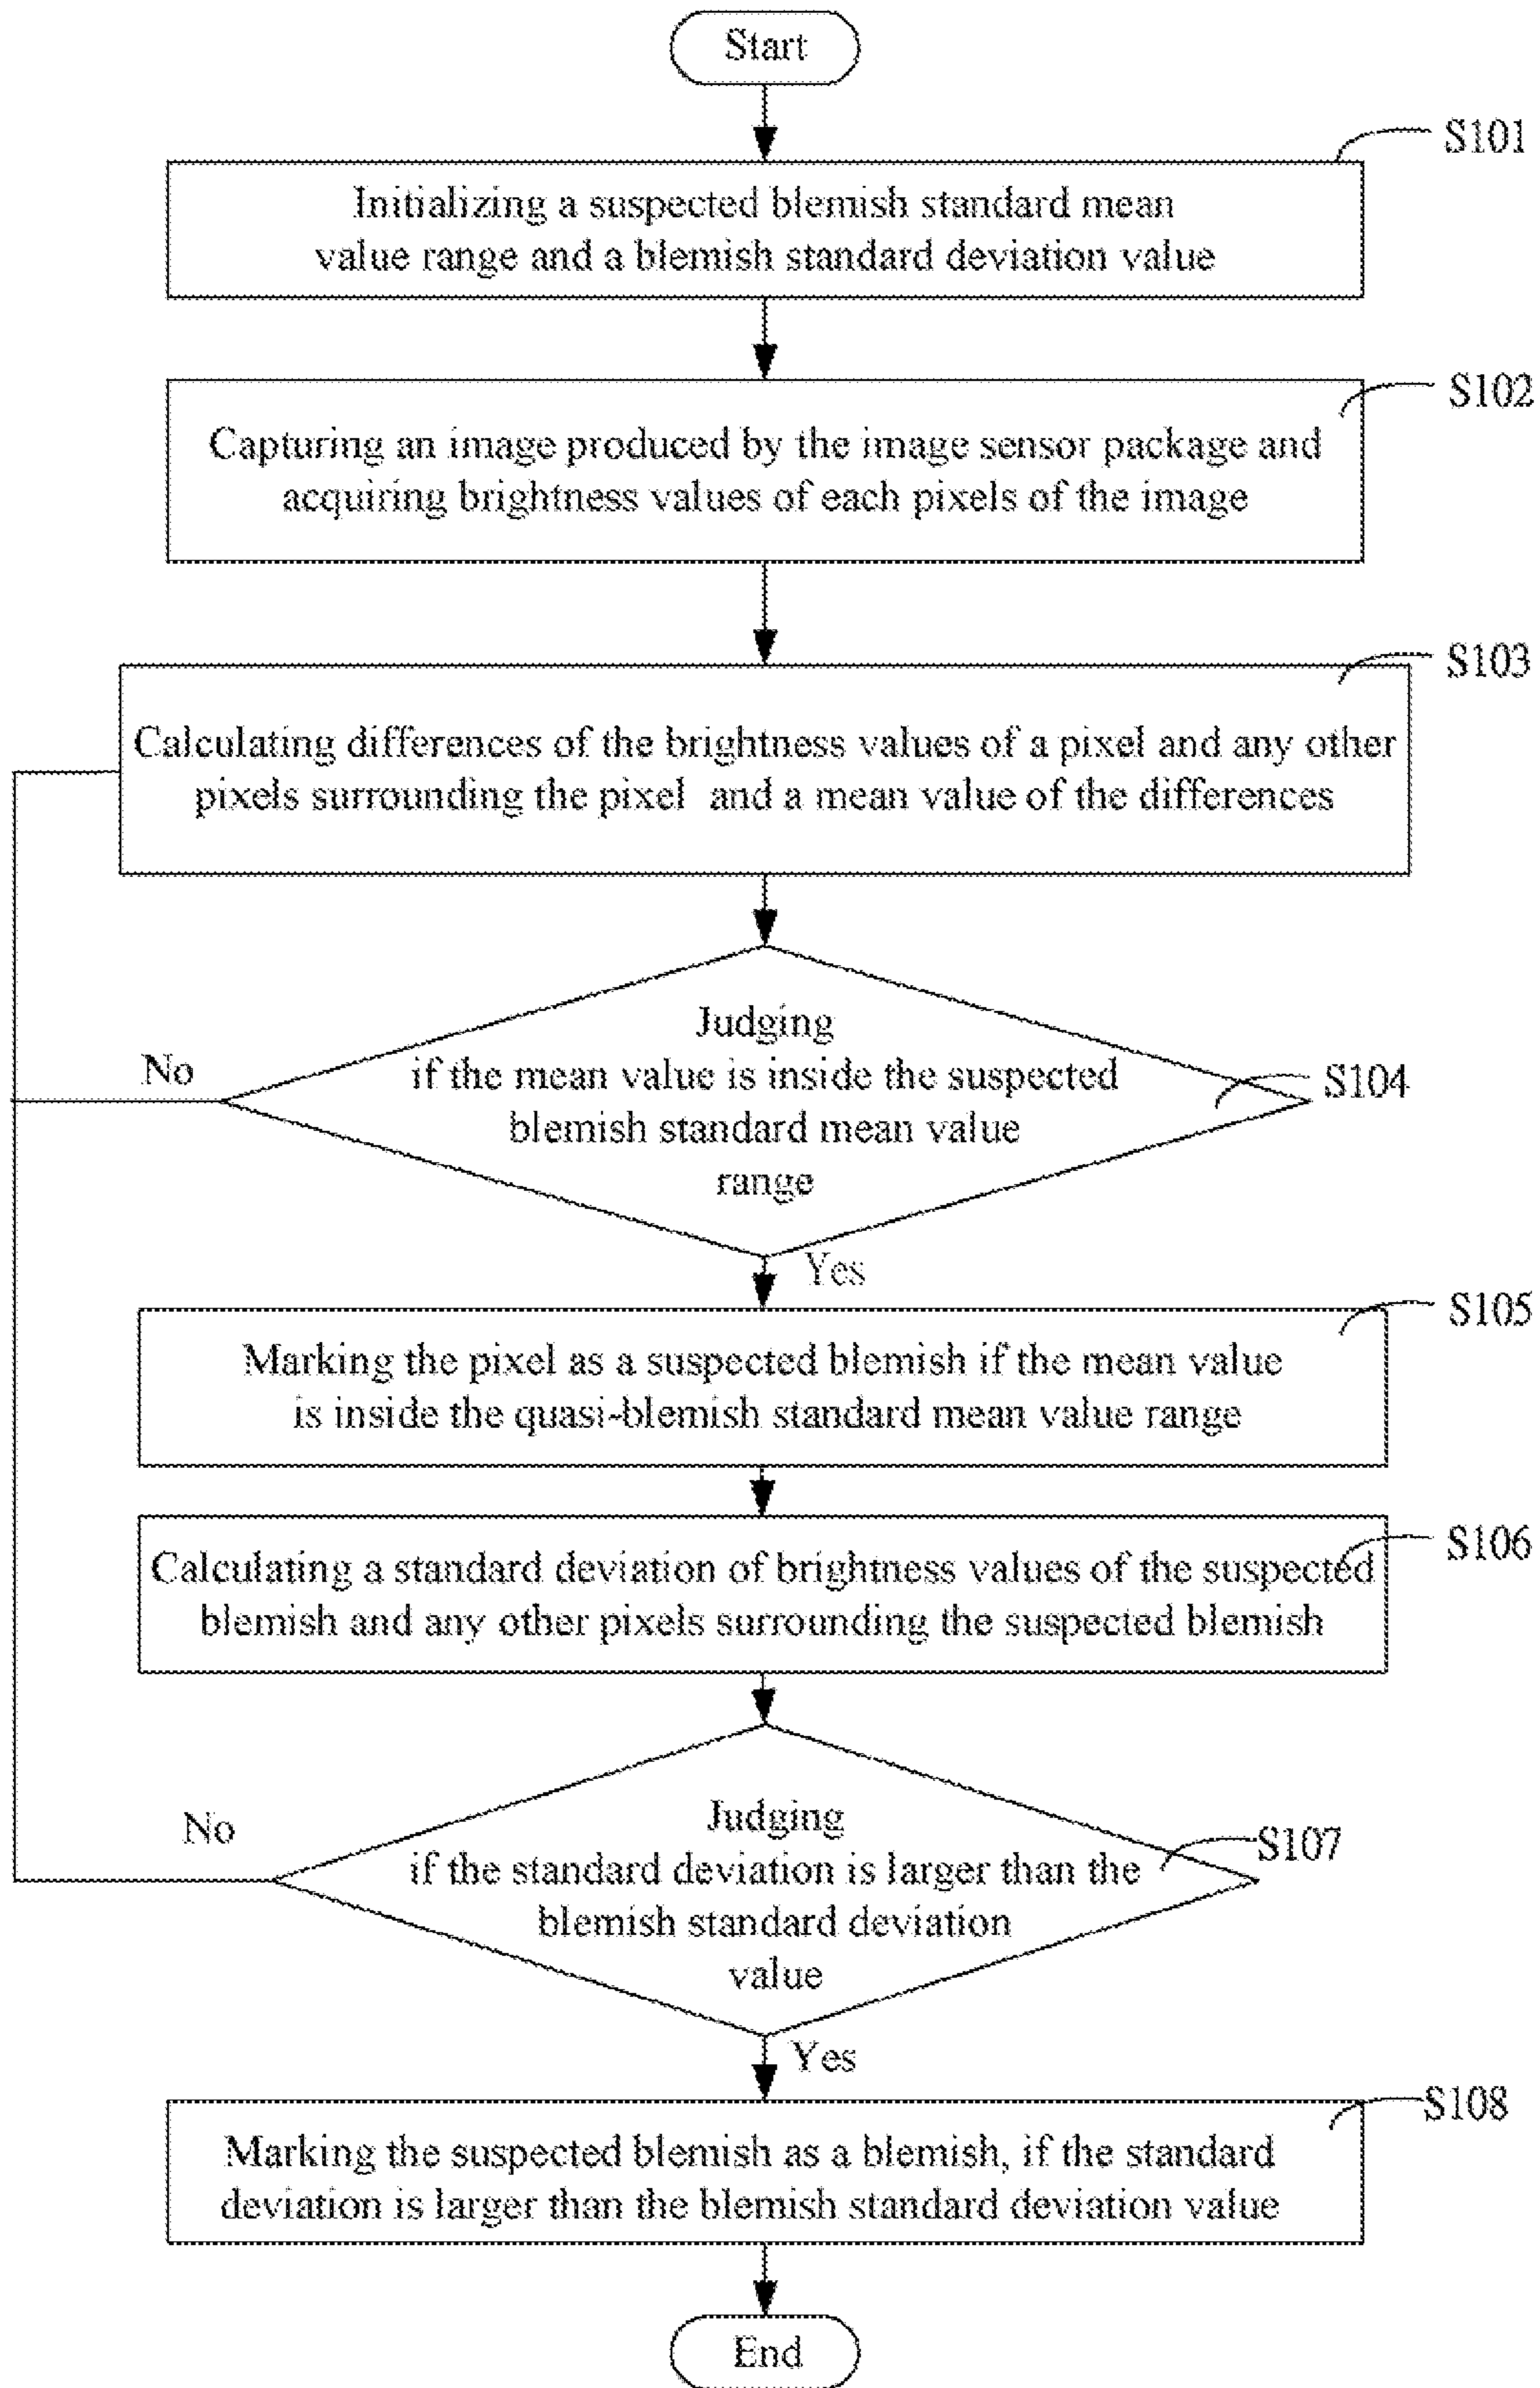 Start
S101
Initializing a suspected blemish standard mean
value range and a blemish standard deviation value
S102
Capturing an image produced by the image sensor package and
acquiring brightness values of each pixels of the image
S103
Calculating differences of the brightness values of a pixel and any other
pixels surrounding the pixel and a mean value of the differences
Judging
if the mean value is inside the suspected
blemish standard mean value
range
No
S104
Yes
S105
Marking the pixel as a suspected blemish if the mean value
is inside the quasi-blemish standard mean value range
S106
Calculating a standard deviation of brightness values of the suspected
blemish and any other pixels surrounding the suspected blemish
No
Judging
if the standard deviation is larger than the
blemish standard deviation
value
S107
Yes
S108
Marking the suspected blemish as a blemish, if the standard
deviation is larger than the blemish standard deviation value
End